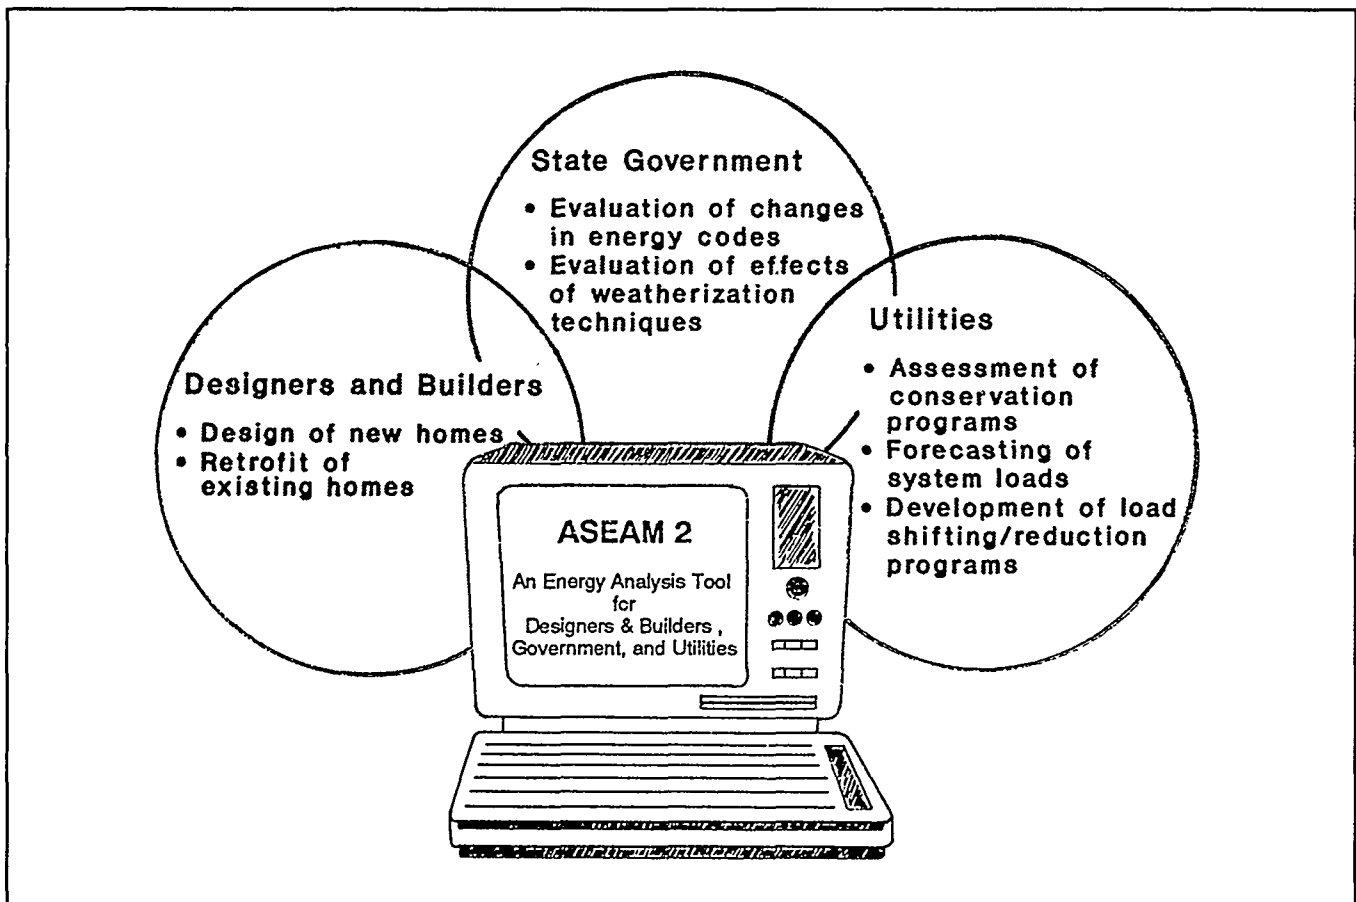 State Government
• Evaluation of changes
in energy codes
• Evaluation of effects
of weatherization
techniques
Designers and Builders
• Design of new homes
• Retrofit of
existing homes
Utilities
• Assessment of
conservation
programs
• Forecasting of
system loads
• Development of load
shifting/reduction
programs
ASEAM 2
An Energy Analysis Tool
for
Designers & Builders ,
Government, and Utilities